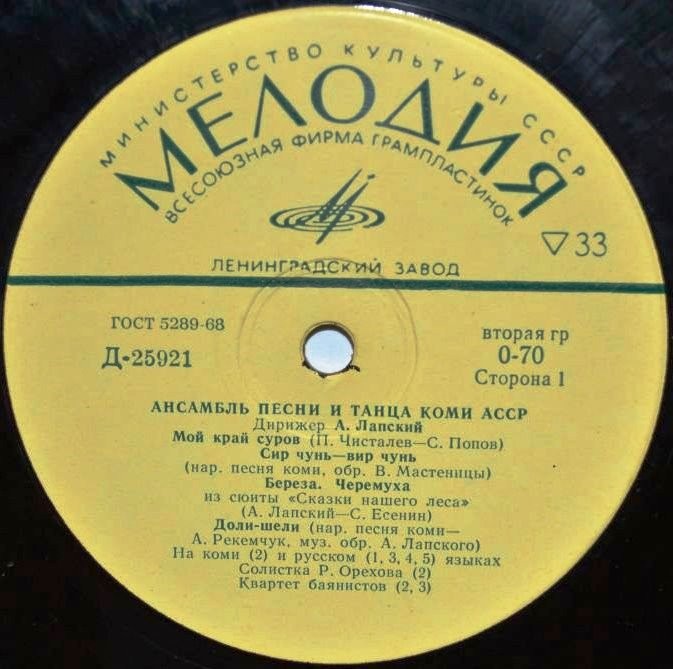 МИНИСТЕРСТВО КУЛЬТУРЫ СССР
МЕЛОДИЯ
ВСЕСОЮЗНАЯ ФИРМА ГРАМПЛАСТИНОК
33
ЛЕНИНГРАДСКИЙ ЗАВОД
ГОСТ 5289-68
Д-25921
вторая гр
0-70
Сторона 1
АНСАМБЛЬ ПЕСНИ И ТАНЦА КОМИ АССР
Дирижер А. Лапский
Мой край суров (П. Чисталев—С. Попов)
Сир чунь—вир чунь
(нар. песня коми, обр. В. Мастеницы)
Береза. Черемуха
из сюиты «Сказки нашего леса»
(А. Лапский—С. Есенин)
Доли-шели (нар. песня коми—
А. Рекемчук, муз. обр. А. Лапского)
На коми (2) и русском (1, 3, 4, 5) языках
Солистка Р. Орехова (2)
Квартет баянистов (2, 3)